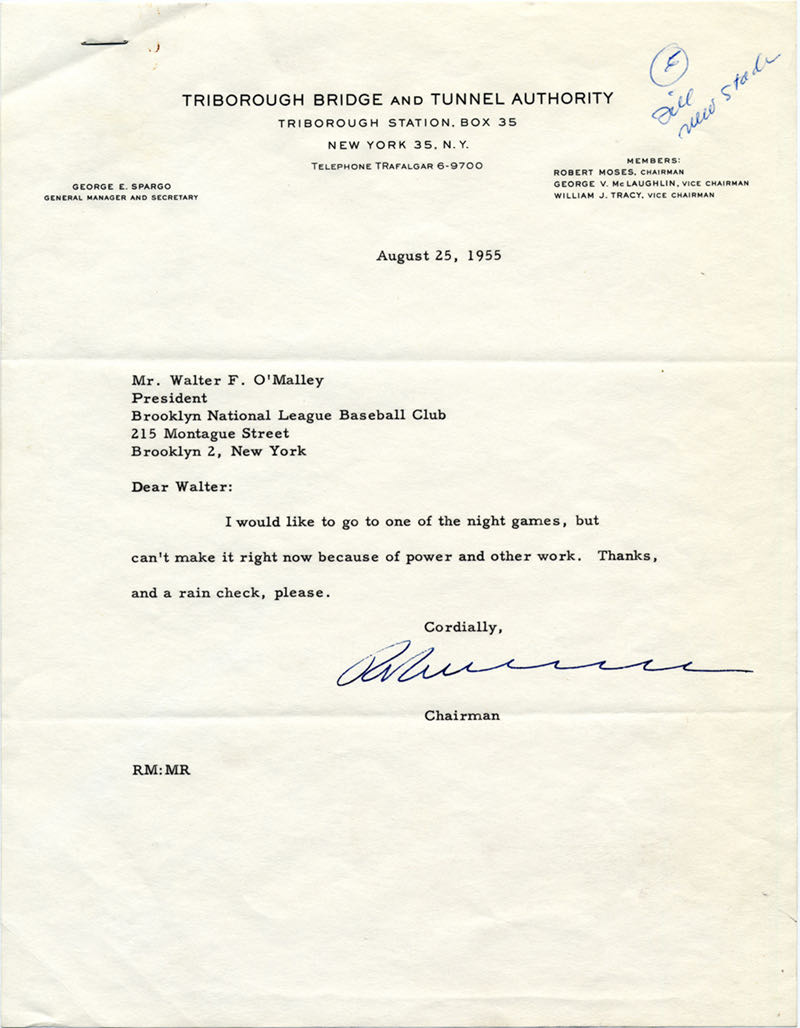 file
new Stad
TRIBOROUGH BRIDGE AND TUNNEL AUTHORITY
TRIBOROUGH STATION, BOX 35
NEW YORK 35, N.Y.
TELEPHONE TRAFALGAR 6-9700
GEORGE E. SPARGO
GENERAL MANAGER AND SECRETARY
MEMBERS:
ROBERT MOSES, CHAIRMAN
GEORGE V. McLAUGHLIN, VICE CHAIRMAN
WILLIAM J. TRACY, VICE CHAIRMAN
August 25, 1955
Mr. Walter F. O'Malley
President
Brooklyn National League Baseball Club
215 Montague Street
Brooklyn 2, New York
Dear Walter:
I would like to go to one of the night games, but
can't make it right now because of power and other work. Thanks,
and a rain check, please.
Cordially,
Chairman
RM:MR